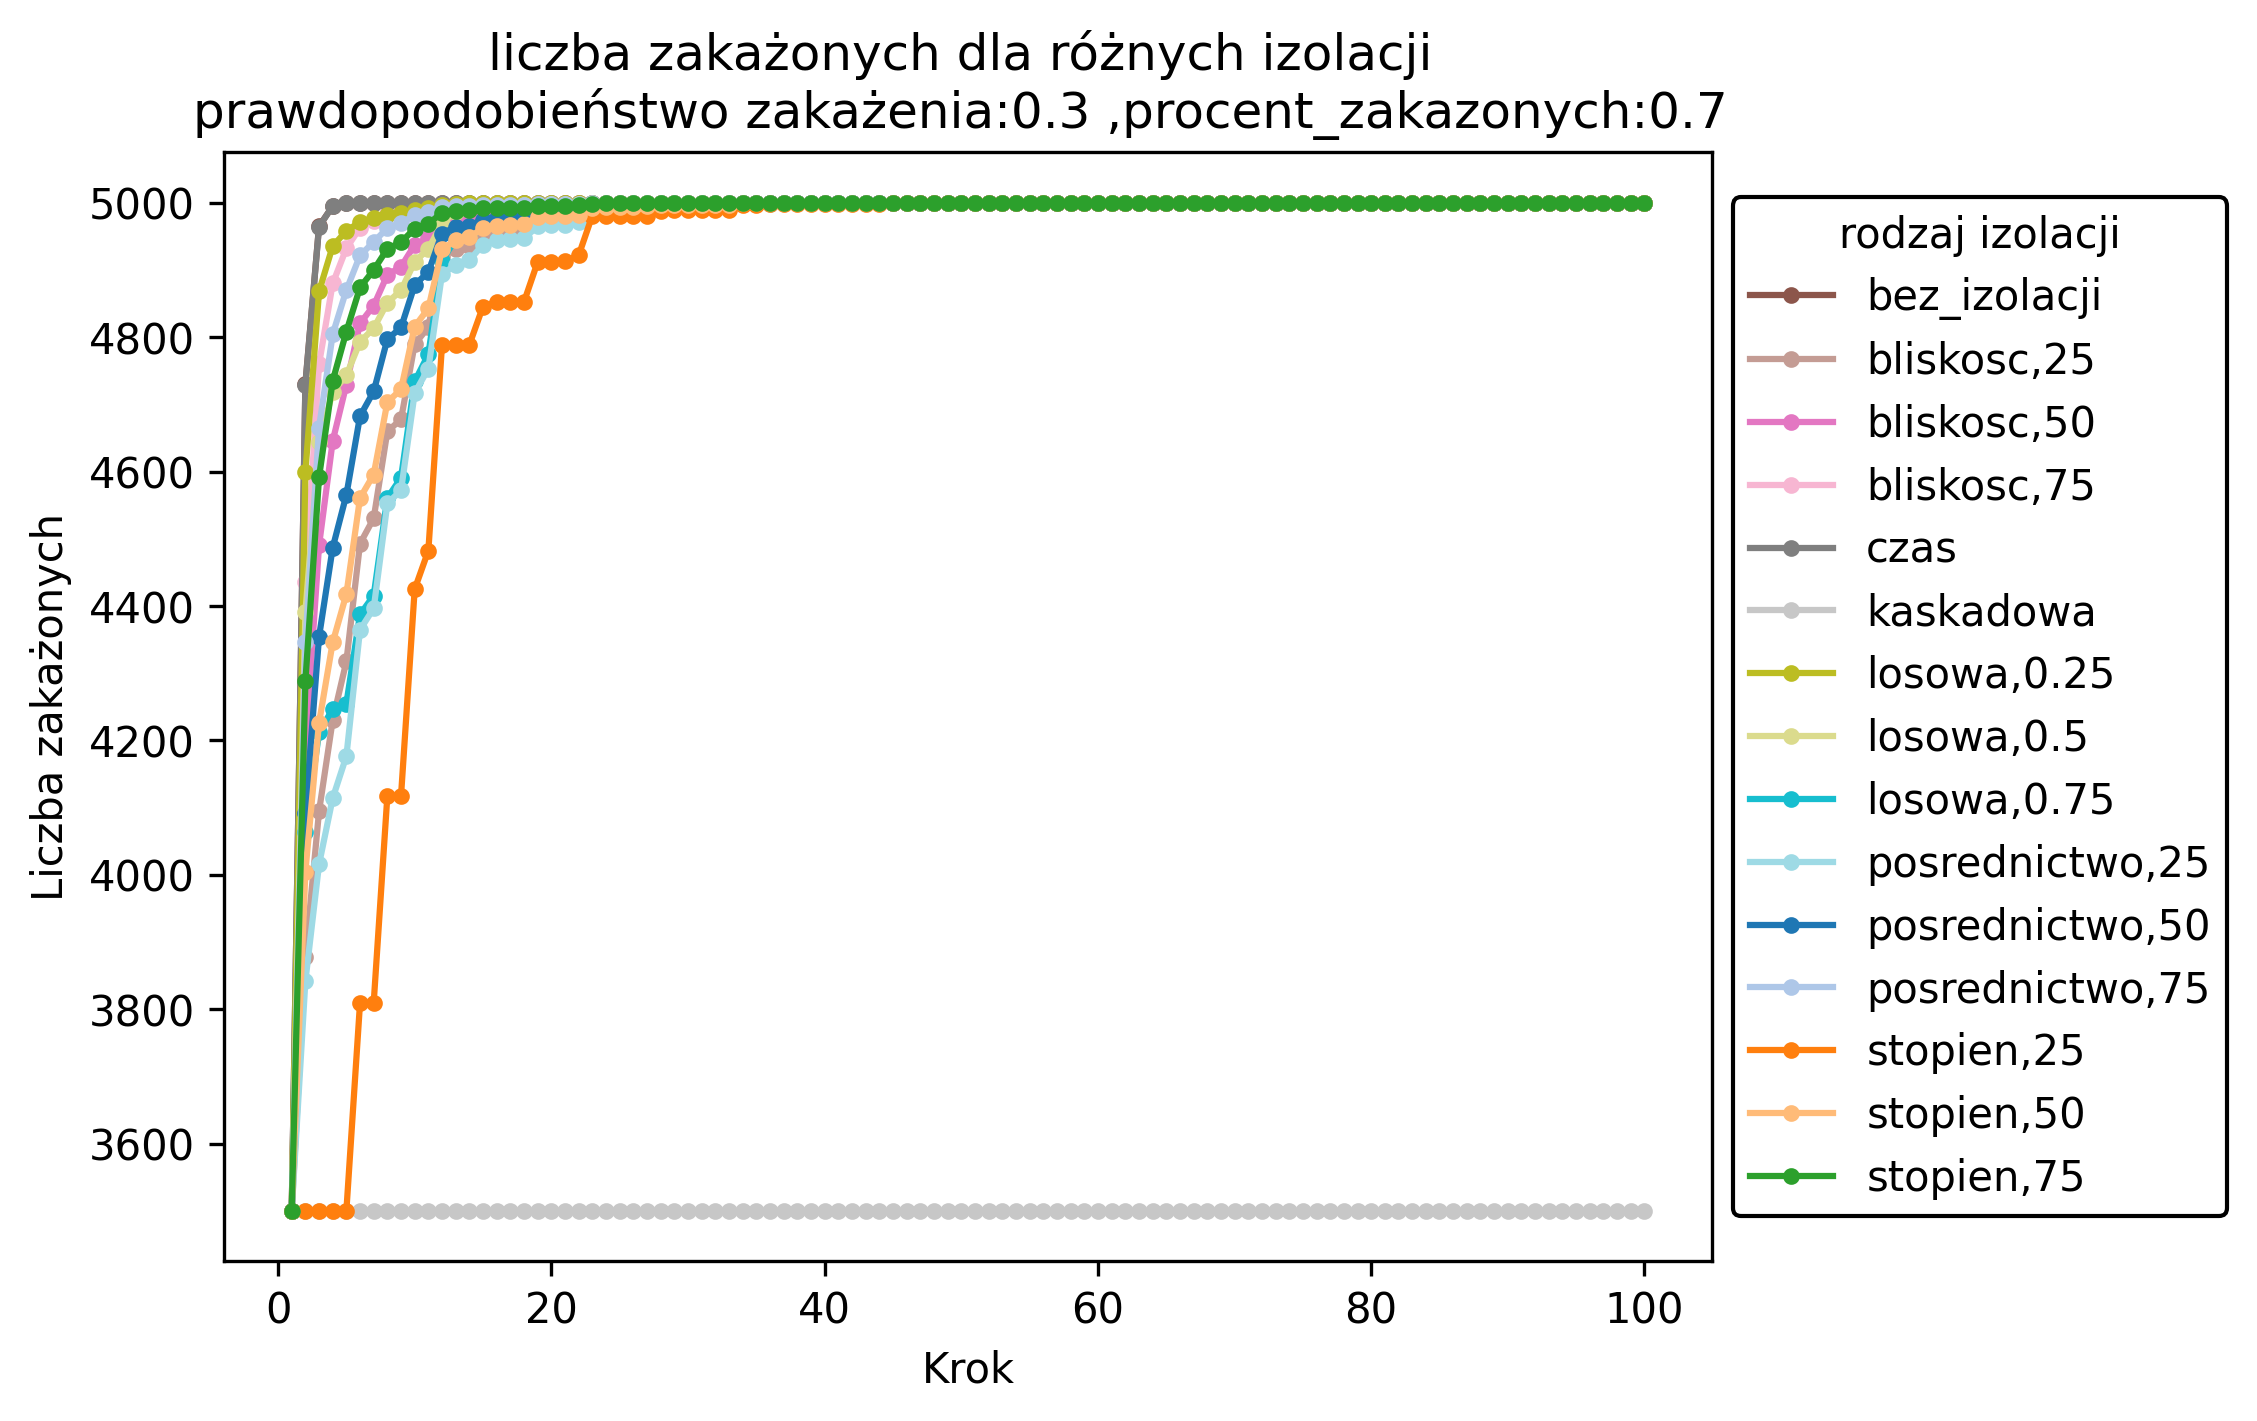 liczba zakażonych dla różnych izolacji
prawdopodobieństwo zakażenia:0.3 ,procent_zakazonych:0.7
Liczba zakażonych
5000
4800
4600
4400
4200
4000
3800
3600
0
20
40
60
80
100
Krok
rodzaj izolacji
bez_izolacji
bliskosc,25
bliskosc,50
bliskosc,75
czas
kaskadowa
losowa,0.25
losowa,0.5
losowa,0.75
posrednictwo,25
posrednictwo,50
posrednictwo,75
stopien,25
stopien,50
stopien,75